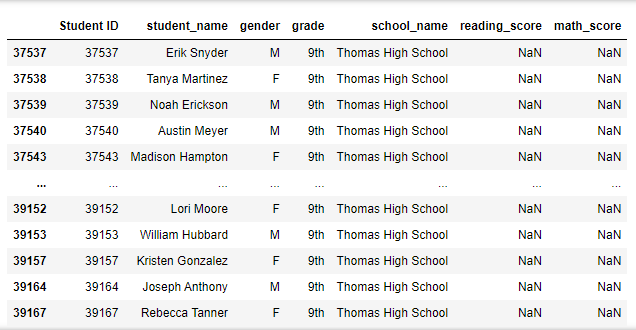 Student ID student_name gender grade school_name reading_score math_score
37537 37537 Erik Snyder M 9th Thomas High School NaN NaN
37538 37538 Tanya Martinez F 9th Thomas High School NaN NaN
37539 37539 Noah Erickson M 9th Thomas High School NaN NaN
37540 37540 Austin Meyer M 9th Thomas High School NaN NaN
37543 37543 Madison Hampton F 9th Thomas High School NaN NaN
... ... ... ... ... ... ... ...
39152 39152 Lori Moore F 9th Thomas High School NaN NaN
39153 39153 William Hubbard M 9th Thomas High School NaN NaN
39157 39157 Kristen Gonzalez F 9th Thomas High School NaN NaN
39164 39164 Joseph Anthony M 9th Thomas High School NaN NaN
39167 39167 Rebecca Tanner F 9th Thomas High School NaN NaN